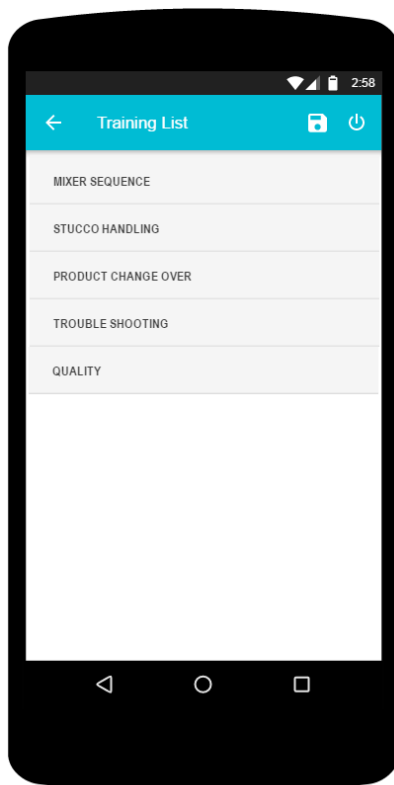 2:58
Training List
MIXER SEQUENCE
STUCCO HANDLING
PRODUCT CHANGE OVER
TROUBLE SHOOTING
QUALITY